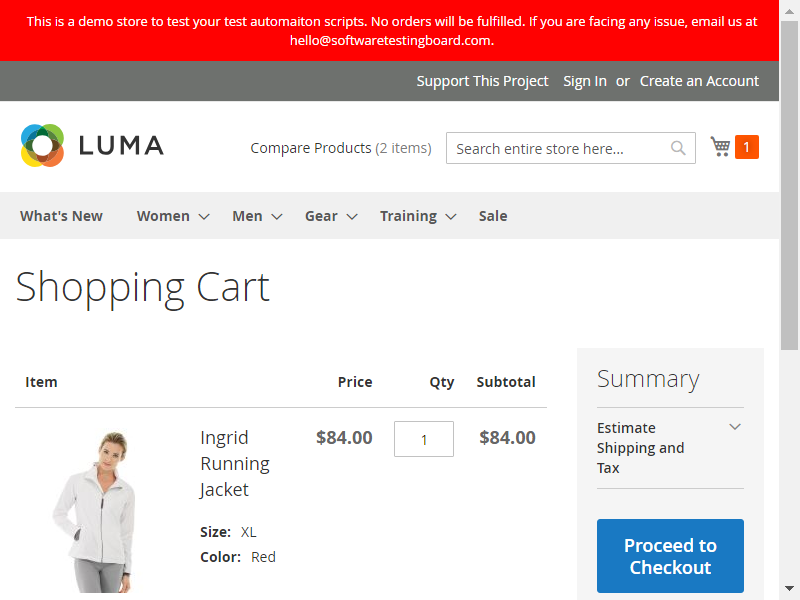 This is a demo store to test your test automaiton scripts. No orders will be fulfilled. If you are facing any issue, email us at
hello@softwaretestingboard.com.
Support This Project Sign In or Create an Account
LUMA
Compare Products (2 items)
Search entire store here...
1
What's New Women Men Gear Training Sale
Shopping Cart
Item Price Qty Subtotal
Ingrid
Running
Jacket
$84.00 1 $84.00
Size: XL
Color: Red
Summary
Estimate
Shipping and
Tax
Proceed to
Checkout